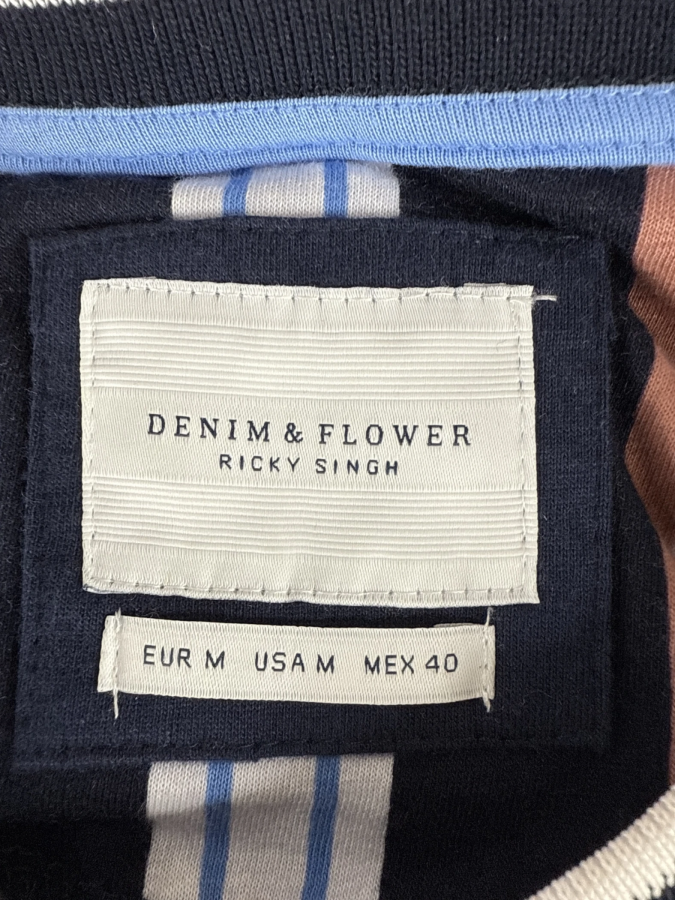 DENIM & FLOWER
RICKY SINGH
EUR M USA M MEX 40